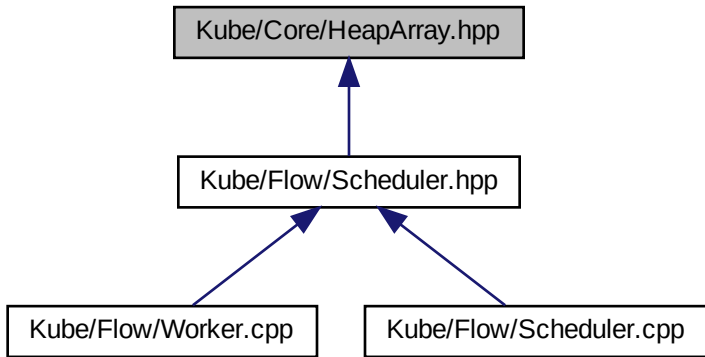 Kube/Core/HeapArray.hpp
Kube/Flow/Scheduler.hpp
Kube/Flow/Worker.cpp
Kube/Flow/Scheduler.cpp